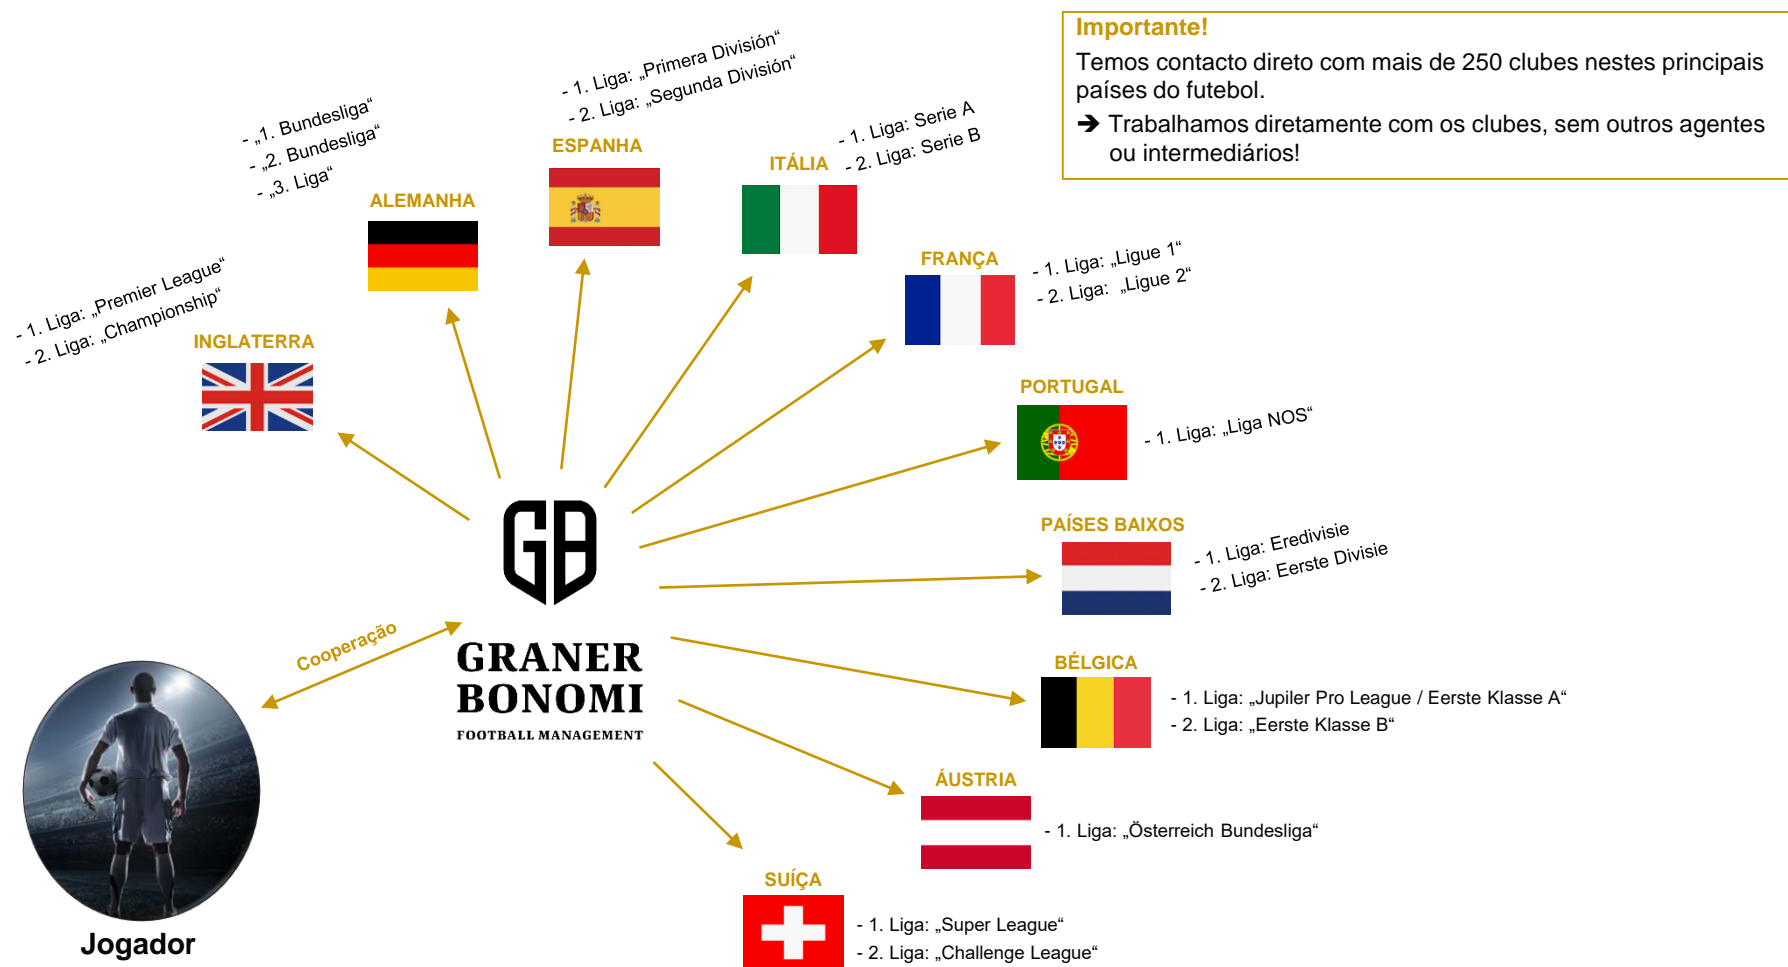 Importante!
Temos contacto direto com mais de 250 clubes nestes principais
países do futebol.
➔ Trabalhamos diretamente com os clubes, sem outros agentes
ou intermediários!
- 1. Liga: „Premier League“
- 2. Liga: „Championship“
INGLATERRA
- „1. Bundesliga“
- „2. Bundesliga“
- „3. Liga“
ALEMANHA
- 1. Liga: „Primera División“
- 2. Liga: „Segunda División“
ESPANHA
- 1. Liga: Serie A
- 2. Liga: Serie B
ITÁLIA
FRANÇA
- 1. Liga: „Ligue 1“
- 2. Liga: „Ligue 2“
PORTUGAL
- 1. Liga: „Liga NOS“
PAÍSES BAIXOS
- 1. Liga: Eredivisie
- 2. Liga: Eerste Divisie
BÉLGICA
- 1. Liga: „Jupiler Pro League / Eerste Klasse A“
- 2. Liga: „Eerste Klasse B“
ÁUSTRIA
- 1. Liga: „Österreich Bundesliga“
SUÍÇA
- 1. Liga: „Super League“
- 2. Liga: „Challenge League“
GB
GRANER
BONOMI
FOOTBALL MANAGEMENT
Cooperação
Jogador